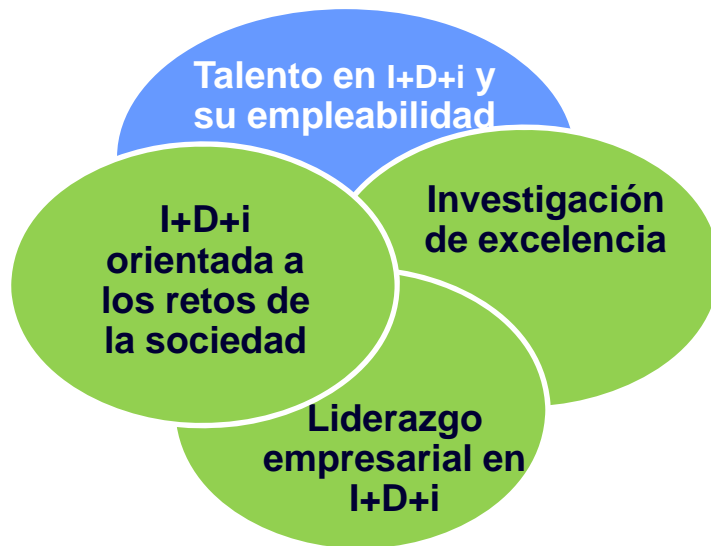 Talento en I+D+i y
su empleabilidad
Investigación
de excelencia
I+D+i
orientada a
los retos de
la sociedad
Liderazgo
empresarial en
I+D+i